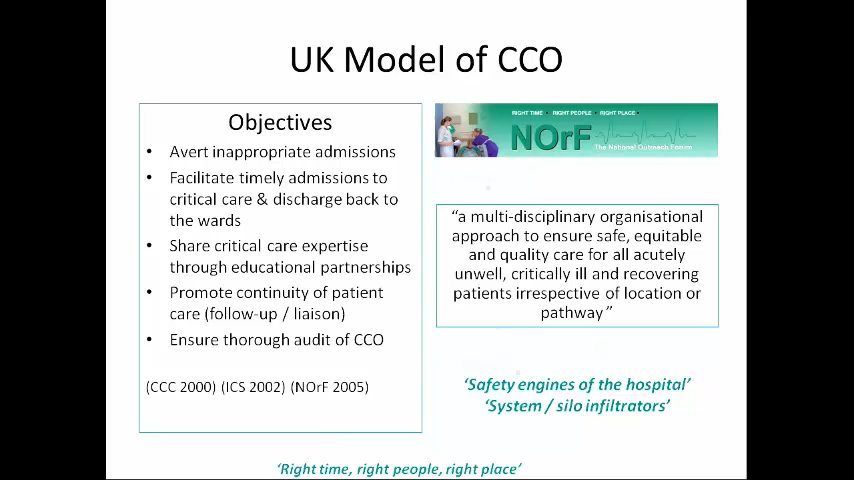 UK Model of CCO
Objectives
• Avert inappropriate admissions
• Facilitate timely admissions to
critical care & discharge back to
the wards
• Share critical care expertise
through educational partnerships
• Promote continuity of patient
care (follow-up / liaison)
• Ensure thorough audit of CCO
(CCC 2000) (ICS 2002) (NOrF 2005)
RIGHT TIME • RIGHT PEOPLE • RIGHT PLACE •
NOrF
The National Outreach Forum
“a multi-disciplinary organisational
approach to ensure safe, equitable
and quality care for all acutely
unwell, critically ill and recovering
patients irrespective of location or
pathway”
‘Safety engines of the hospital’
‘System / silo infiltrators’
‘Right time, right people, right place’